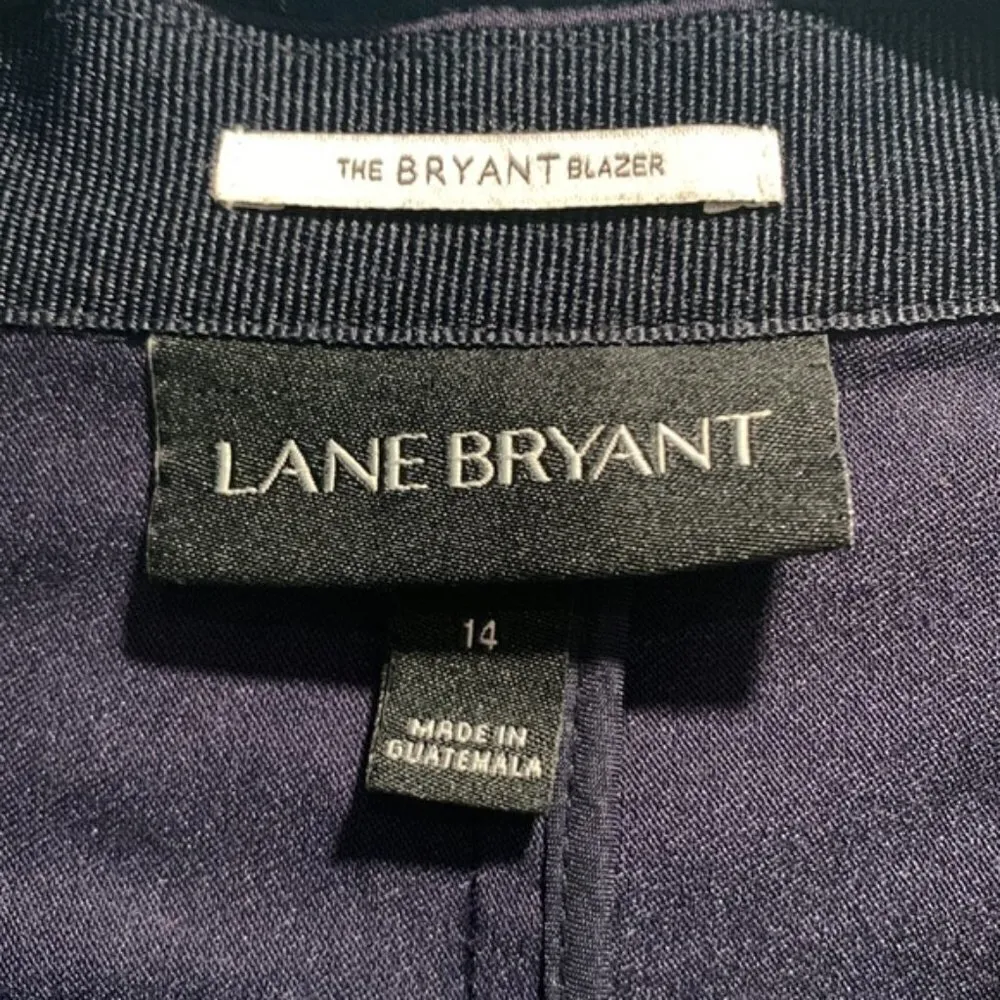 THE BRYANT BLAZER
LANE BRYANT
14
MADE IN
GUATEMALA